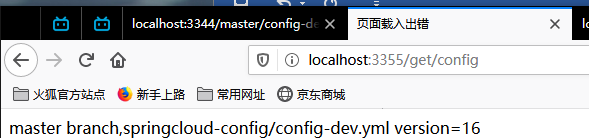 localhost:3344/master/config-de
页面载入出错
localhost:3355/get/config
火狐官方站点 新手上路 常用网址 京东商城
master branch,springcloud-config/config-dev.yml version=16